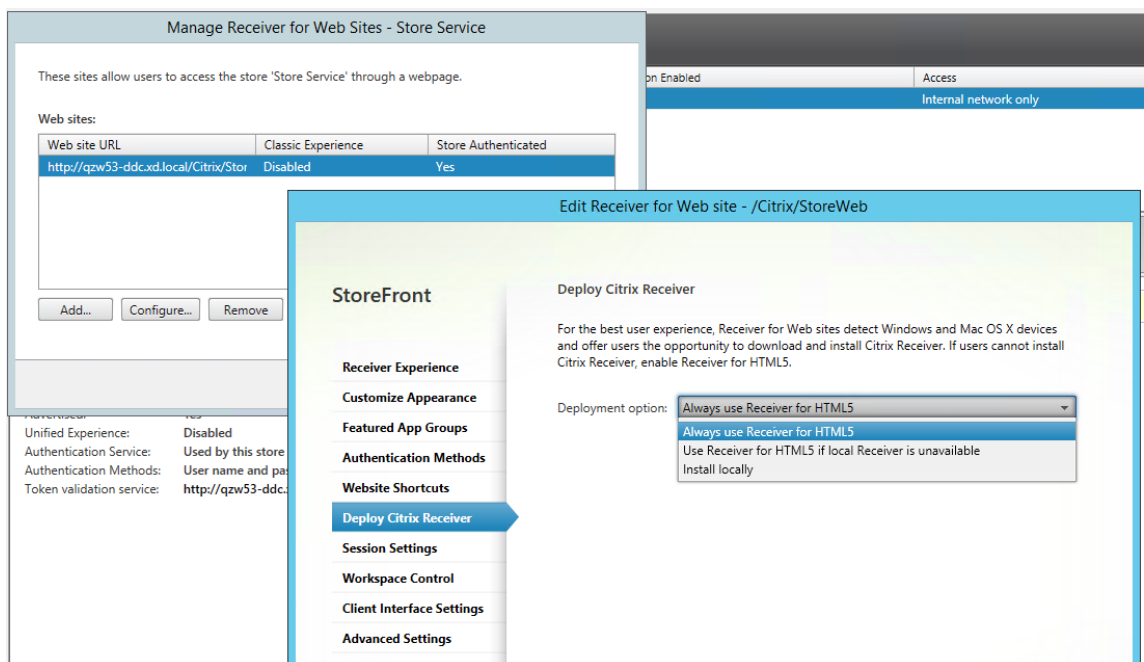 Manage Receiver for Web Sites - Store Service
These sites allow users to access the store 'Store Service' through a webpage.
Web sites:
Web site URL Classic Experience Store Authenticated
http://qzw53-ddc.xd.local/Citrix/Stor Disabled Yes
Add... Configure... Remove
on Enabled Access
Internal network only
Unified Experience: Disabled
Authentication Service: Used by this store
Authentication Methods: User name and pas
Token validation service: http://qzw53-ddc.
Edit Receiver for Web site - /Citrix/StoreWeb
StoreFront
Receiver Experience
Customize Appearance
Featured App Groups
Authentication Methods
Website Shortcuts
Deploy Citrix Receiver
Session Settings
Workspace Control
Client Interface Settings
Advanced Settings
Deploy Citrix Receiver
For the best user experience, Receiver for Web sites detect Windows and Mac OS X devices
and offer users the opportunity to download and install Citrix Receiver. If users cannot install
Citrix Receiver, enable Receiver for HTML5.
Deployment option: Always use Receiver for HTML5
Always use Receiver for HTML5
Use Receiver for HTML5 if local Receiver is unavailable
Install locally